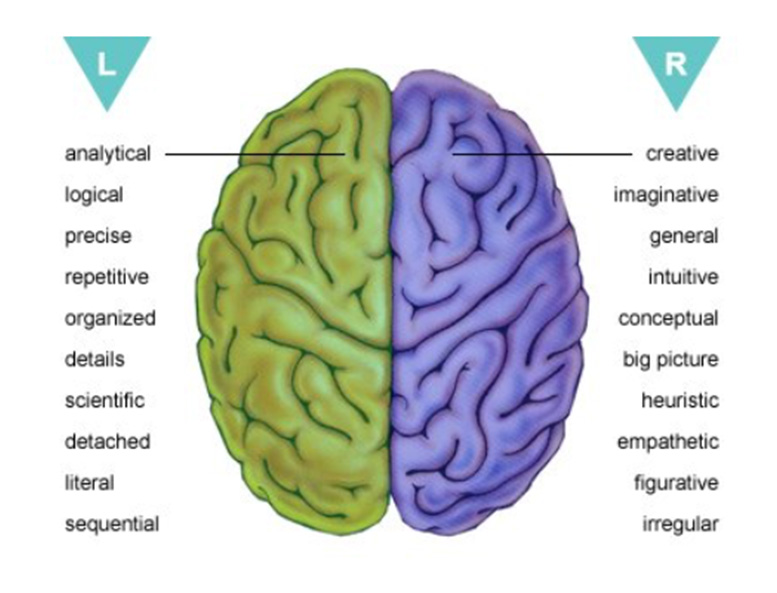 L
R
analytical
creative
logical
imaginative
precise
general
repetitive
intuitive
organized
conceptual
details
big picture
scientific
heuristic
detached
empathetic
literal
figurative
sequential
irregular